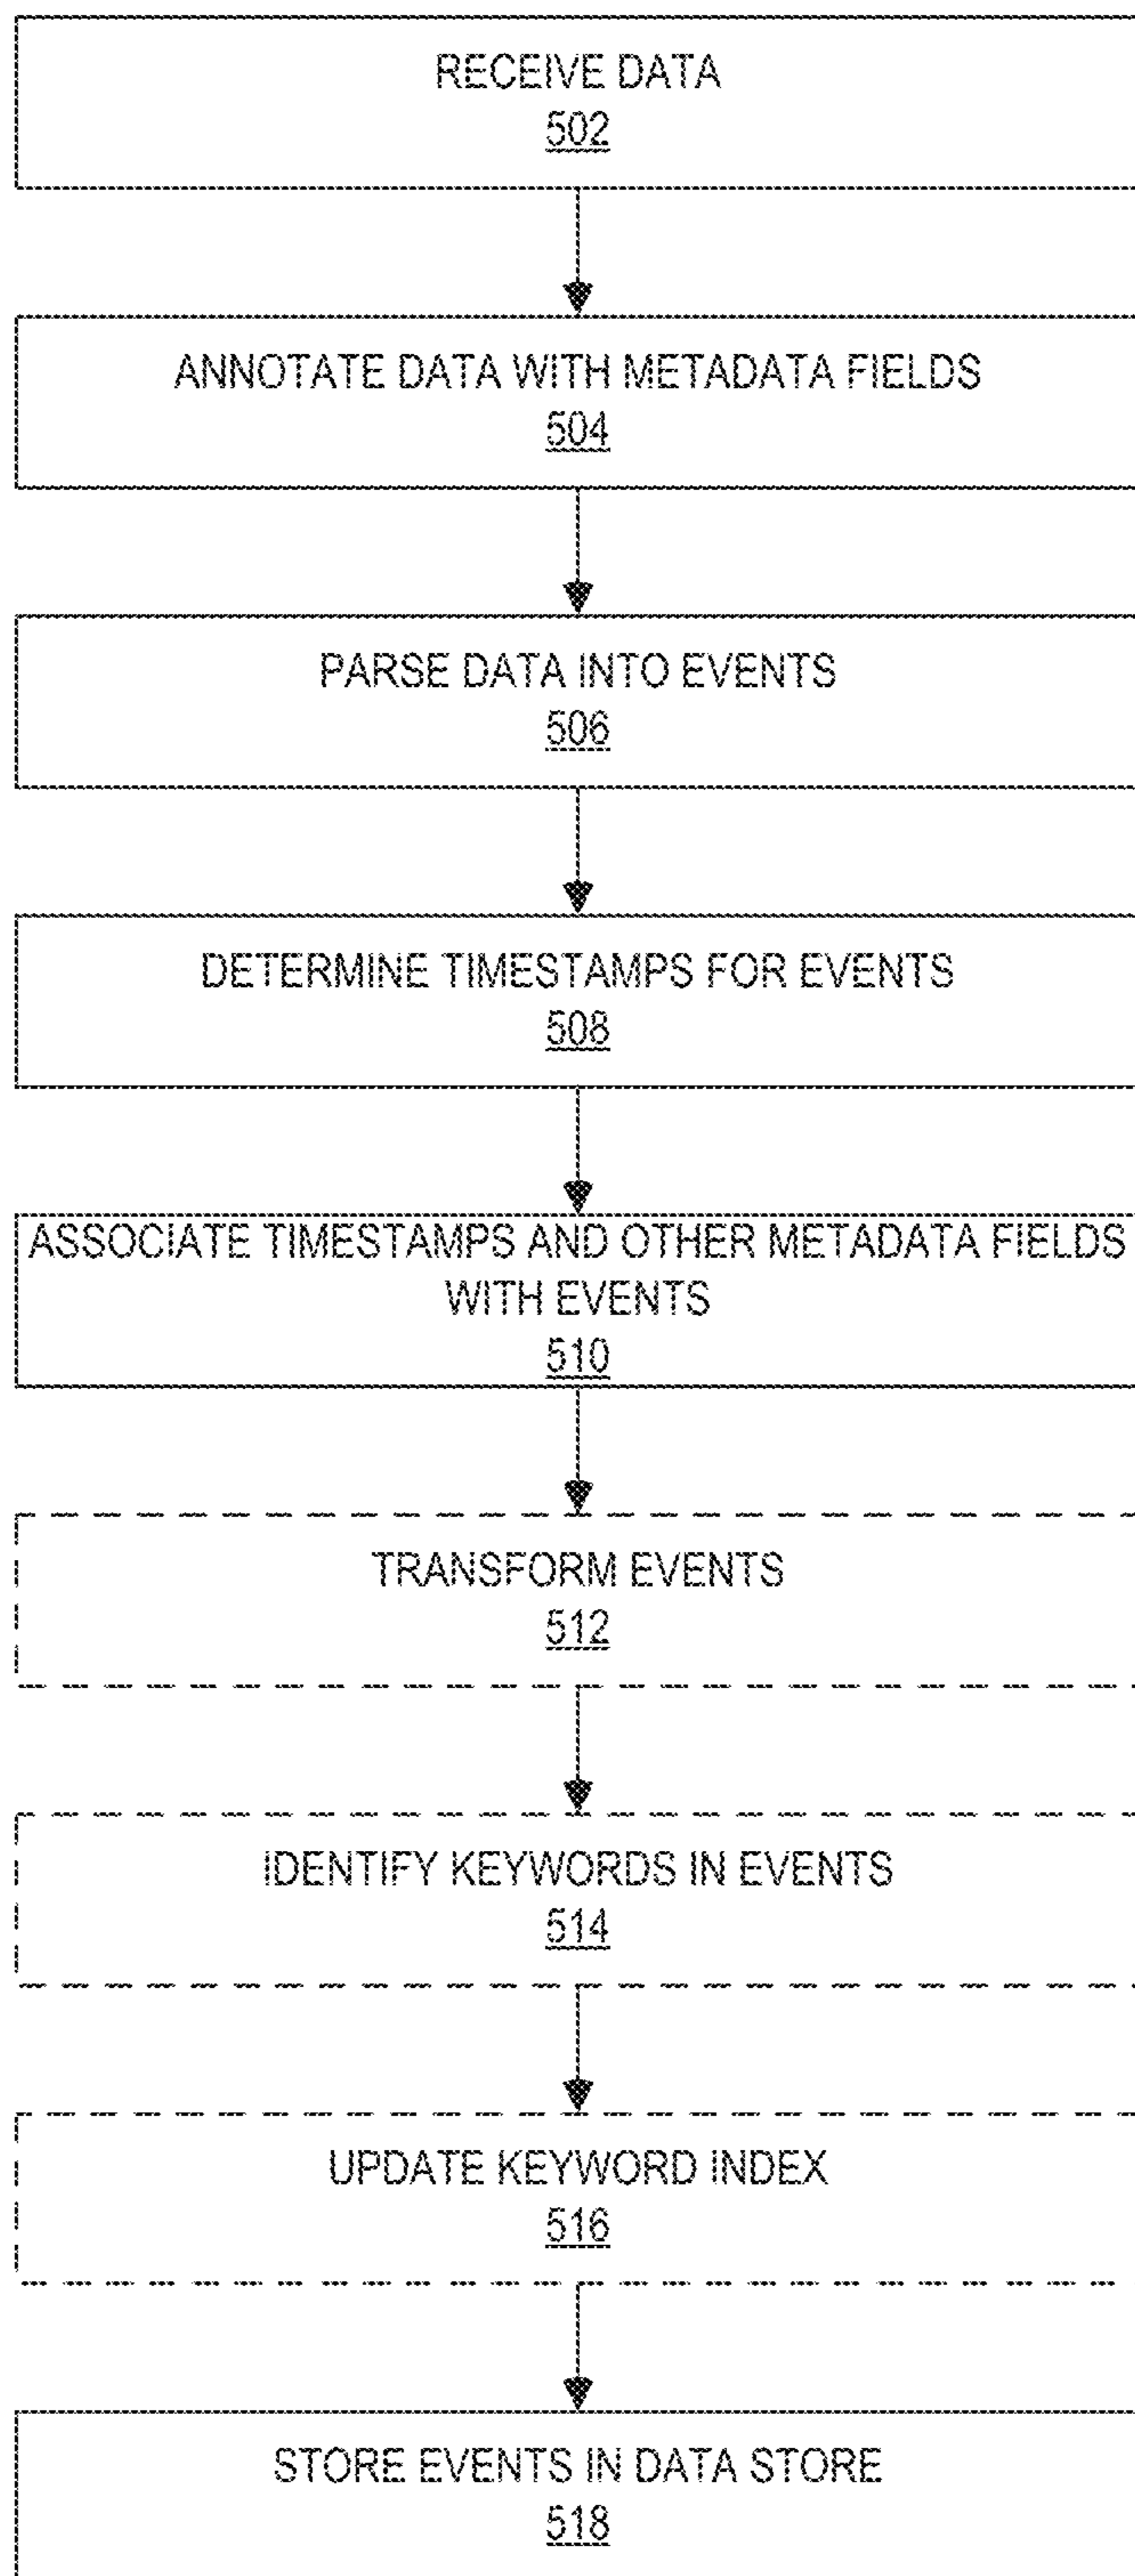 RECEIVE DATA
502
ANNOTATE DATA WITH METADATA FIELDS
504
PARSE DATA INTO EVENTS
506
DETERMINE TIMESTAMPS FOR EVENTS
508
ASSOCIATE TIMESTAMPS AND OTHER METADATA FIELDS
WITH EVENTS
510
TRANSFORM EVENTS
512
IDENTIFY KEYWORDS IN EVENTS
514
UPDATE KEYWORD INDEX
516
STORE EVENTS IN DATA STORE
518